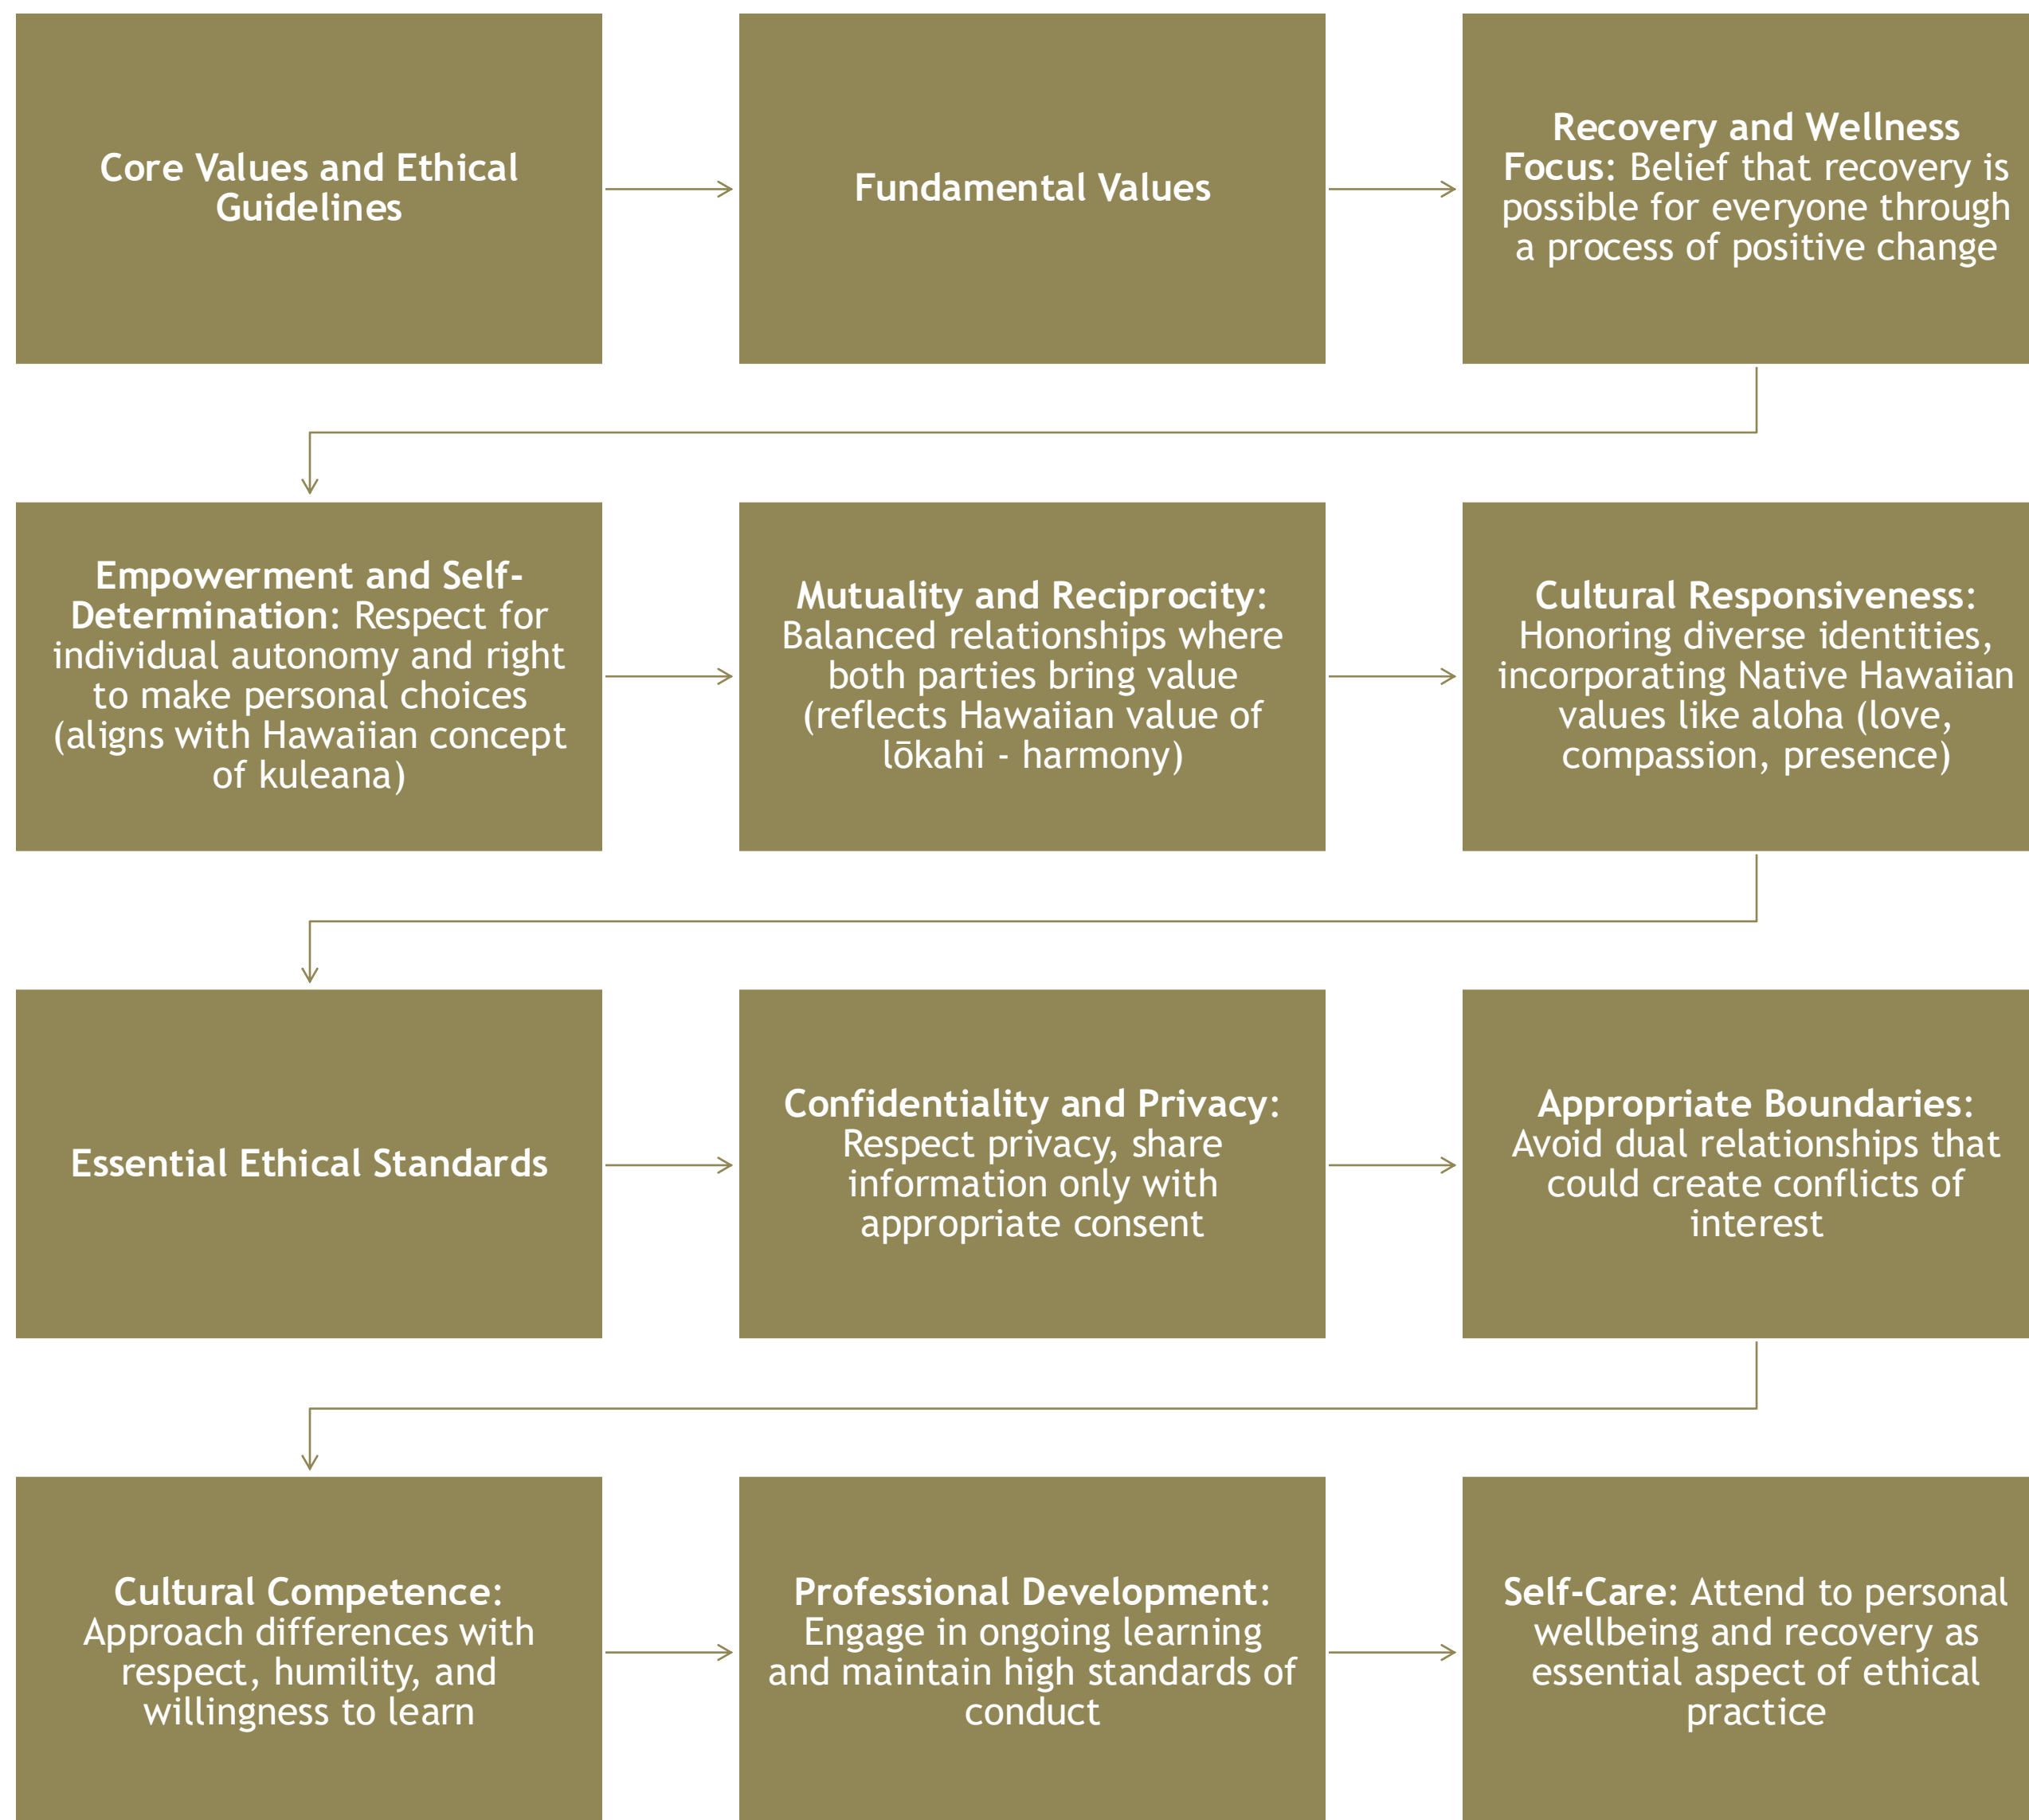 Core Values and Ethical
Guidelines
Fundamental Values
Recovery and Wellness
Focus: Belief that recovery is
possible for everyone through
a process of positive change
Empowerment and Self-
Determination: Respect for
individual autonomy and right
to make personal choices
(aligns with Hawaiian concept
of kuleana)
Mutuality and Reciprocity:
Balanced relationships where
both parties bring value
(reflects Hawaiian value of
lōkahi - harmony)
Cultural Responsiveness:
Honoring diverse identities,
incorporating Native Hawaiian
values like aloha (love,
compassion, presence)
Essential Ethical Standards
Confidentiality and Privacy:
Respect privacy, share
information only with
appropriate consent
Appropriate Boundaries:
Avoid dual relationships that
could create conflicts of
interest
Cultural Competence:
Approach differences with
respect, humility, and
willingness to learn
Professional Development:
Engage in ongoing learning
and maintain high standards of
conduct
Self-Care: Attend to personal
wellbeing and recovery as
essential aspect of ethical
practice